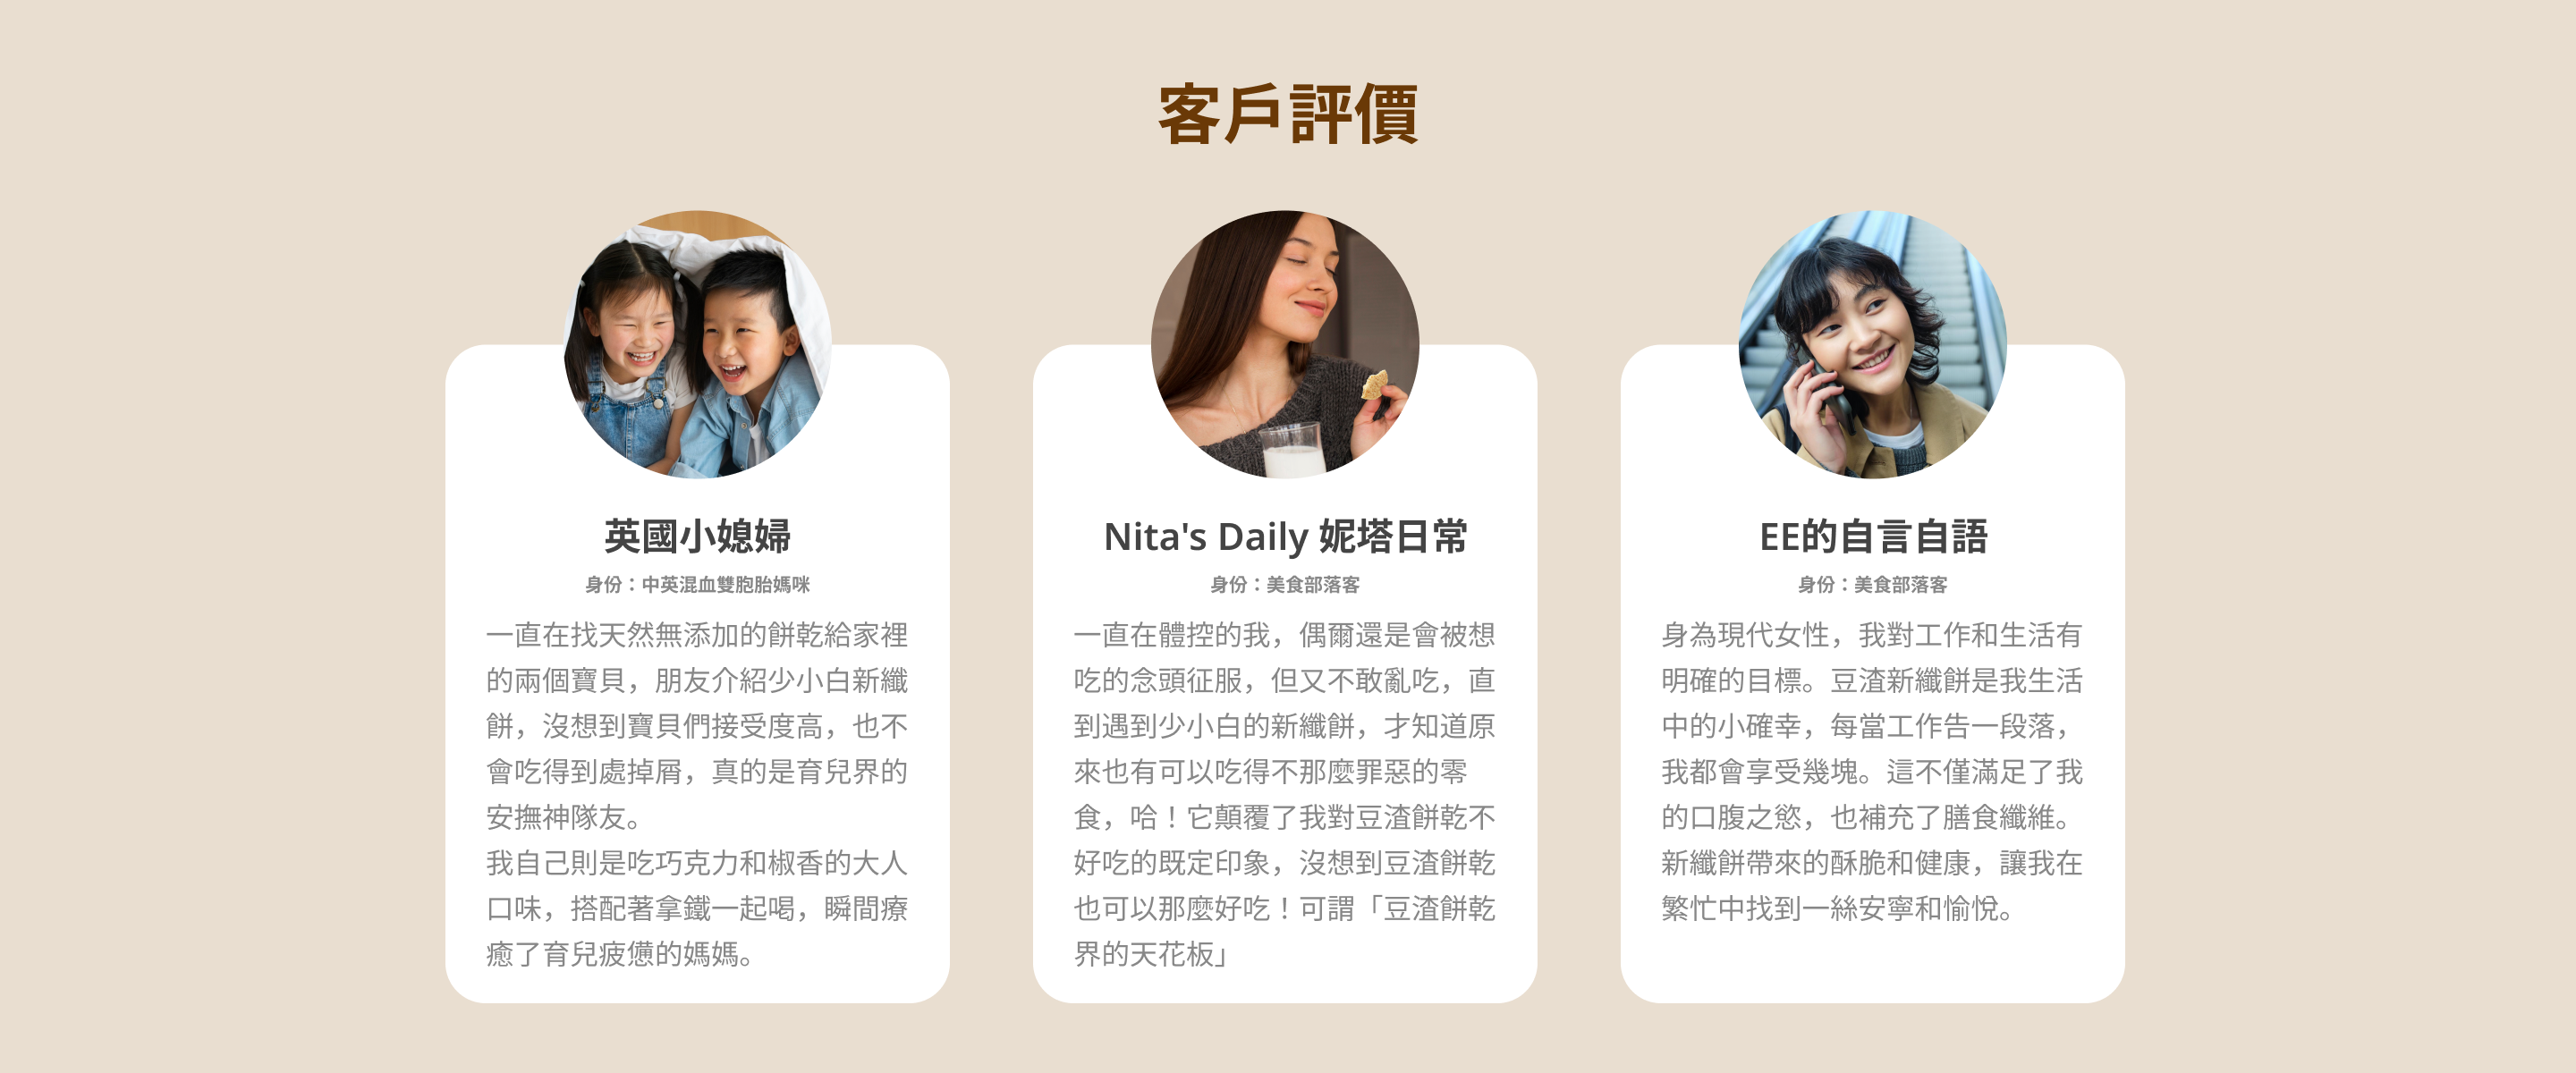 客戶評價
英國小媳婦
身份：中英混血雙胞胎媽咪
一直在找天然無添加的餅乾給家裡
的兩個寶貝，朋友介紹少小白新纖
餅，沒想到寶貝們接受度高，也不
會吃得到處掉屑，真的是育兒界的
安撫神隊友。
我自己則是吃巧克力和椒香的大人
口味，搭配著拿鐵一起喝，瞬間療
癒了育兒疲憊的媽媽。
Nita's Daily 妮塔日常
身份：美食部落客
一直在體控的我，偶爾還是會被想
吃的念頭征服，但又不敢亂吃，直
到遇到少小白的新纖餅，才知道原
來也有可以吃得不那麼罪惡的零
食，哈！它顛覆了我對豆渣餅乾不
好吃的既定印象，沒想到豆渣餅乾
也可以那麼好吃！可謂「豆渣餅乾
界的天花板」
EE的自言自語
身份：美食部落客
身為現代女性，我對工作和生活有
明確的目標。豆渣新纖餅是我生活
中的小確幸，每當工作告一段落，
我都會享受幾塊。這不僅滿足了我
的口腹之慾，也補充了膳食纖維。
新纖餅帶來的酥脆和健康，讓我在
繁忙中找到一絲安寧和愉悅。